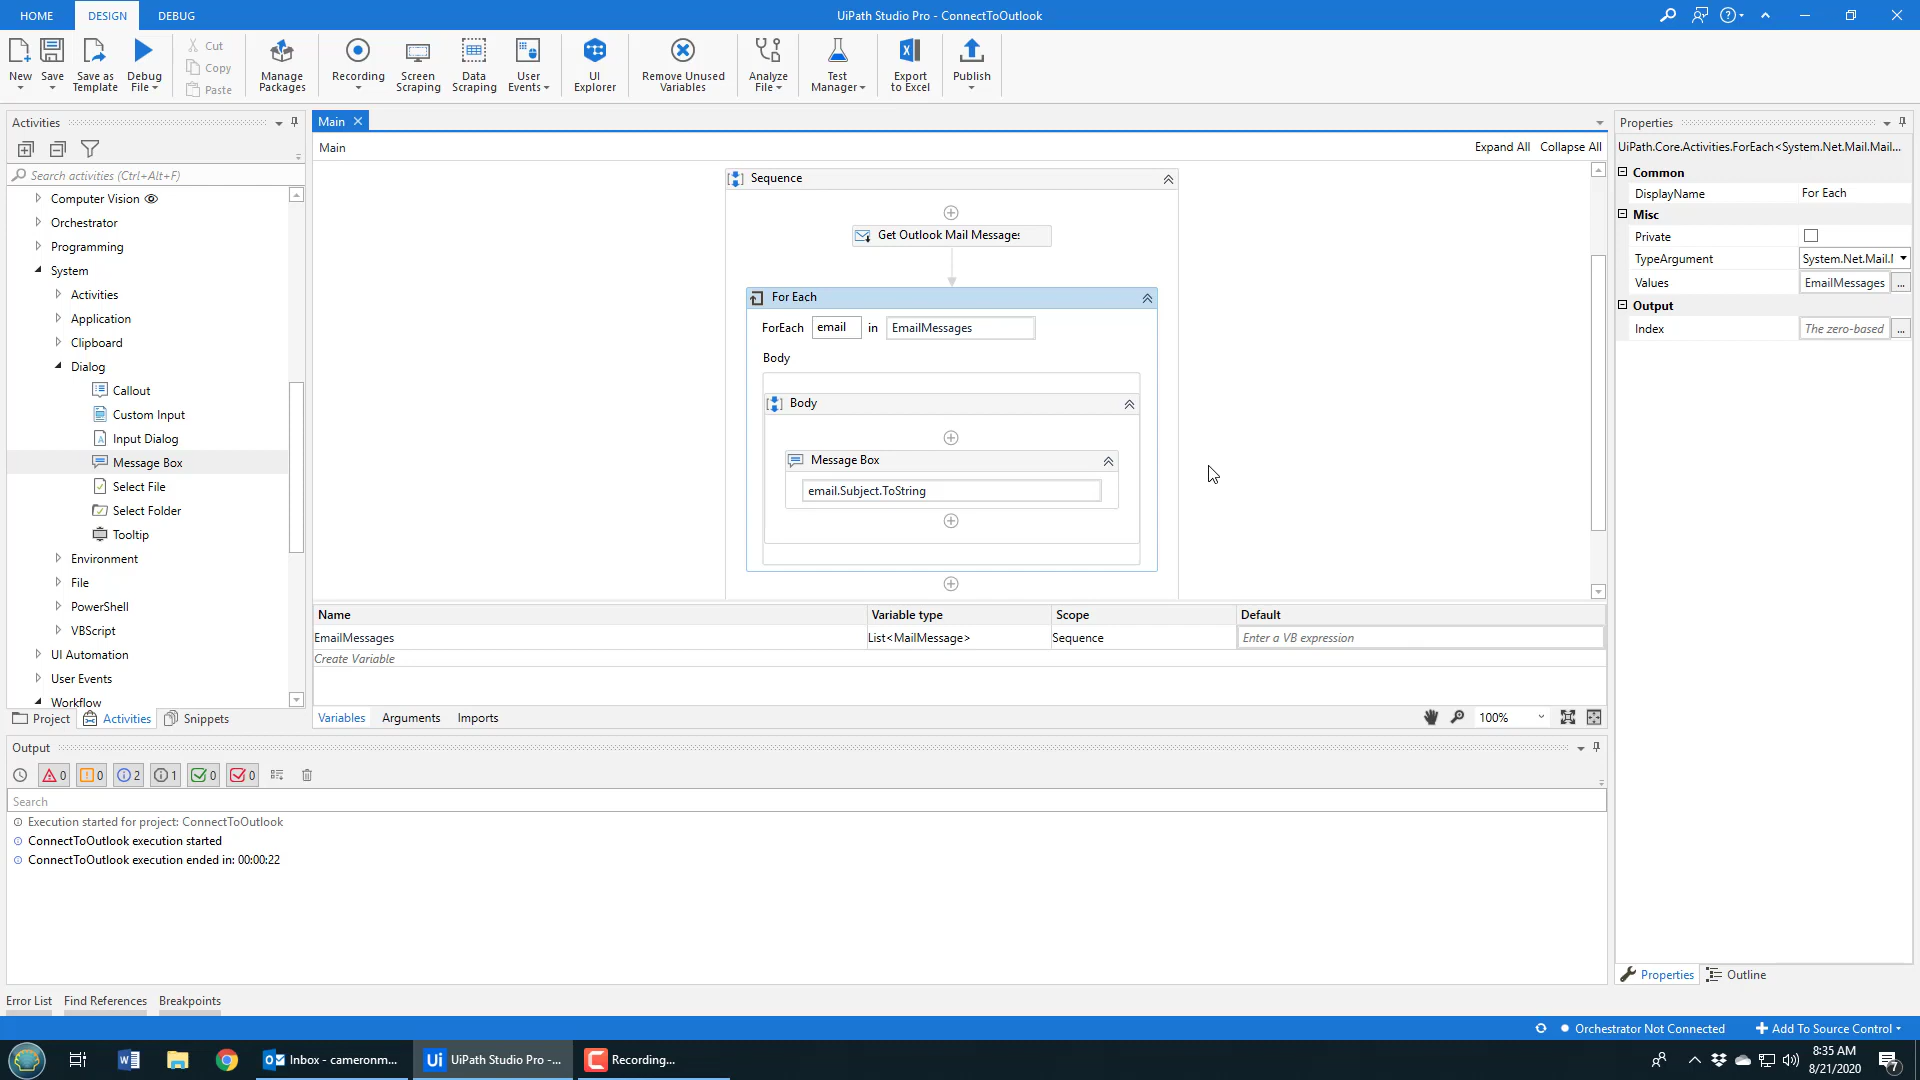 HOME DESIGN DEBUG
UiPath Studio Pro - ConnectToOutlook
New
Save
Save as Template
Debug File
Cut
Copy
Paste
Manage Packages
Recording
Screen Scraping
Data Scraping
User Events
UI Explorer
Remove Unused Variables
Analyze File
Test Manager
Export to Excel
Publish
Activities
Search activities (Ctrl+Alt+F)
Computer Vision
Orchestrator
Programming
System
Activities
Application
Clipboard
Dialog
Callout
Custom Input
Input Dialog
Message Box
Select File
Select Folder
Tooltip
Environment
File
PowerShell
VBScript
UI Automation
User Events
Workflow
Project Activities Snippets
Main
Main
Expand All Collapse All
Sequence
Get Outlook Mail Messages
For Each
ForEach email in EmailMessages
Body
Body
Message Box
email.Subject.ToString
Name Variable type Scope Default
EmailMessages List<MailMessage> Sequence Enter a VB expression
Create Variable
Variables Arguments Imports
100%
Properties
UiPath.Core.Activities.ForEach<System.Net.Mail.Mail...
Common
DisplayName For Each
Misc
Private
TypeArgument System.Net.Mail.
Values EmailMessages ...
Output
Index The zero-based ...
Properties Outline
Output
0 0 2 1 0 0
Search
Execution started for project: ConnectToOutlook
ConnectToOutlook execution started
ConnectToOutlook execution ended in: 00:00:22
Error List Find References Breakpoints
Orchestrator Not Connected Add To Source Control
Inbox - cameronm...
Ui UiPath Studio Pro -...
Recording...
8:35 AM
8/21/2020
7